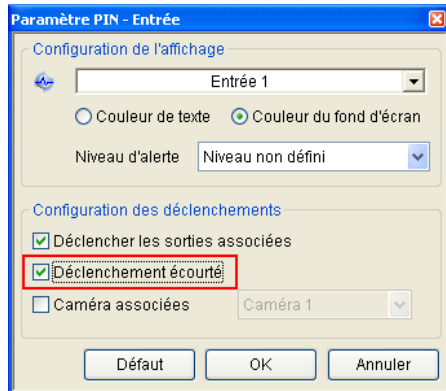 Paramètre PIN - Entrée
Configuration de l'affichage
Entrée 1
Couleur de texte Couleur du fond d'écran
Niveau d'alerte Niveau non défini
Configuration des déclenchements
Déclencher les sorties associées
Déclenchement écourté
Caméra associées Caméra 1
Défaut OK Annuler